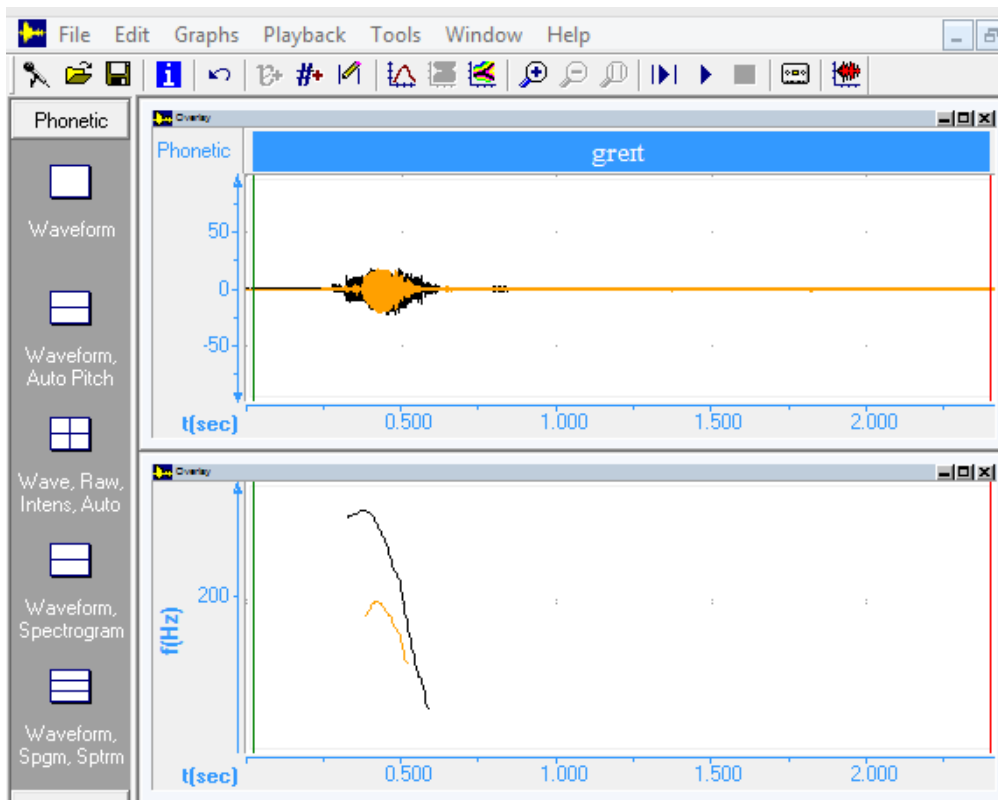 File Edit Graphs Playback Tools Window Help
Phonetic
Waveform
Waveform,
Auto Pitch
Wave, Raw,
Intens, Auto
Waveform,
Spectrogram
Waveform,
Spgm, Sptrm
Overlay
Phonetic
greɪt
50
0
-50
t(sec)
0.500 1.000 1.500 2.000
Overlay
200
f(Hz)
t(sec)
0.500 1.000 1.500 2.000